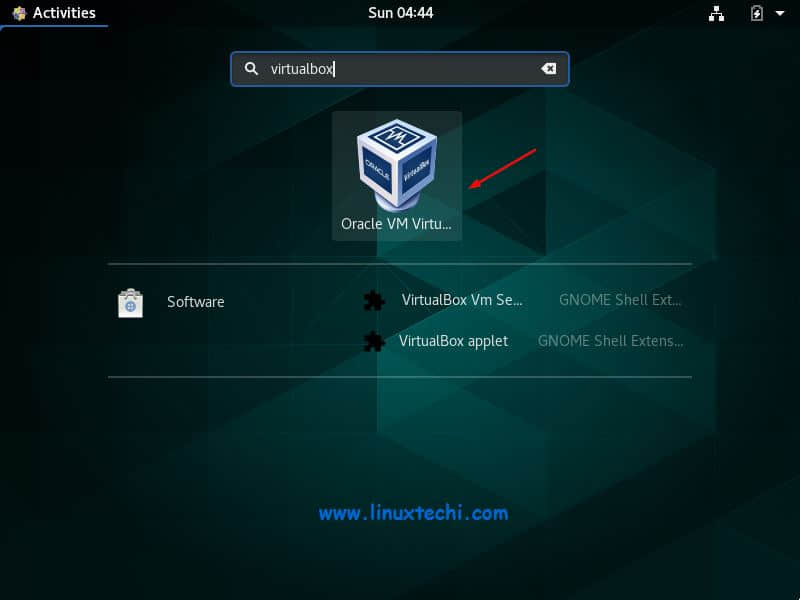 Activities
Sun 04:44
virtualbox
VM
ORACLE
VirtualBox
Oracle VM Virtu...
Software
VirtualBox Vm Se...
GNOME Shell Ext...
VirtualBox applet
GNOME Shell Extens...
www.linuxtechi.com